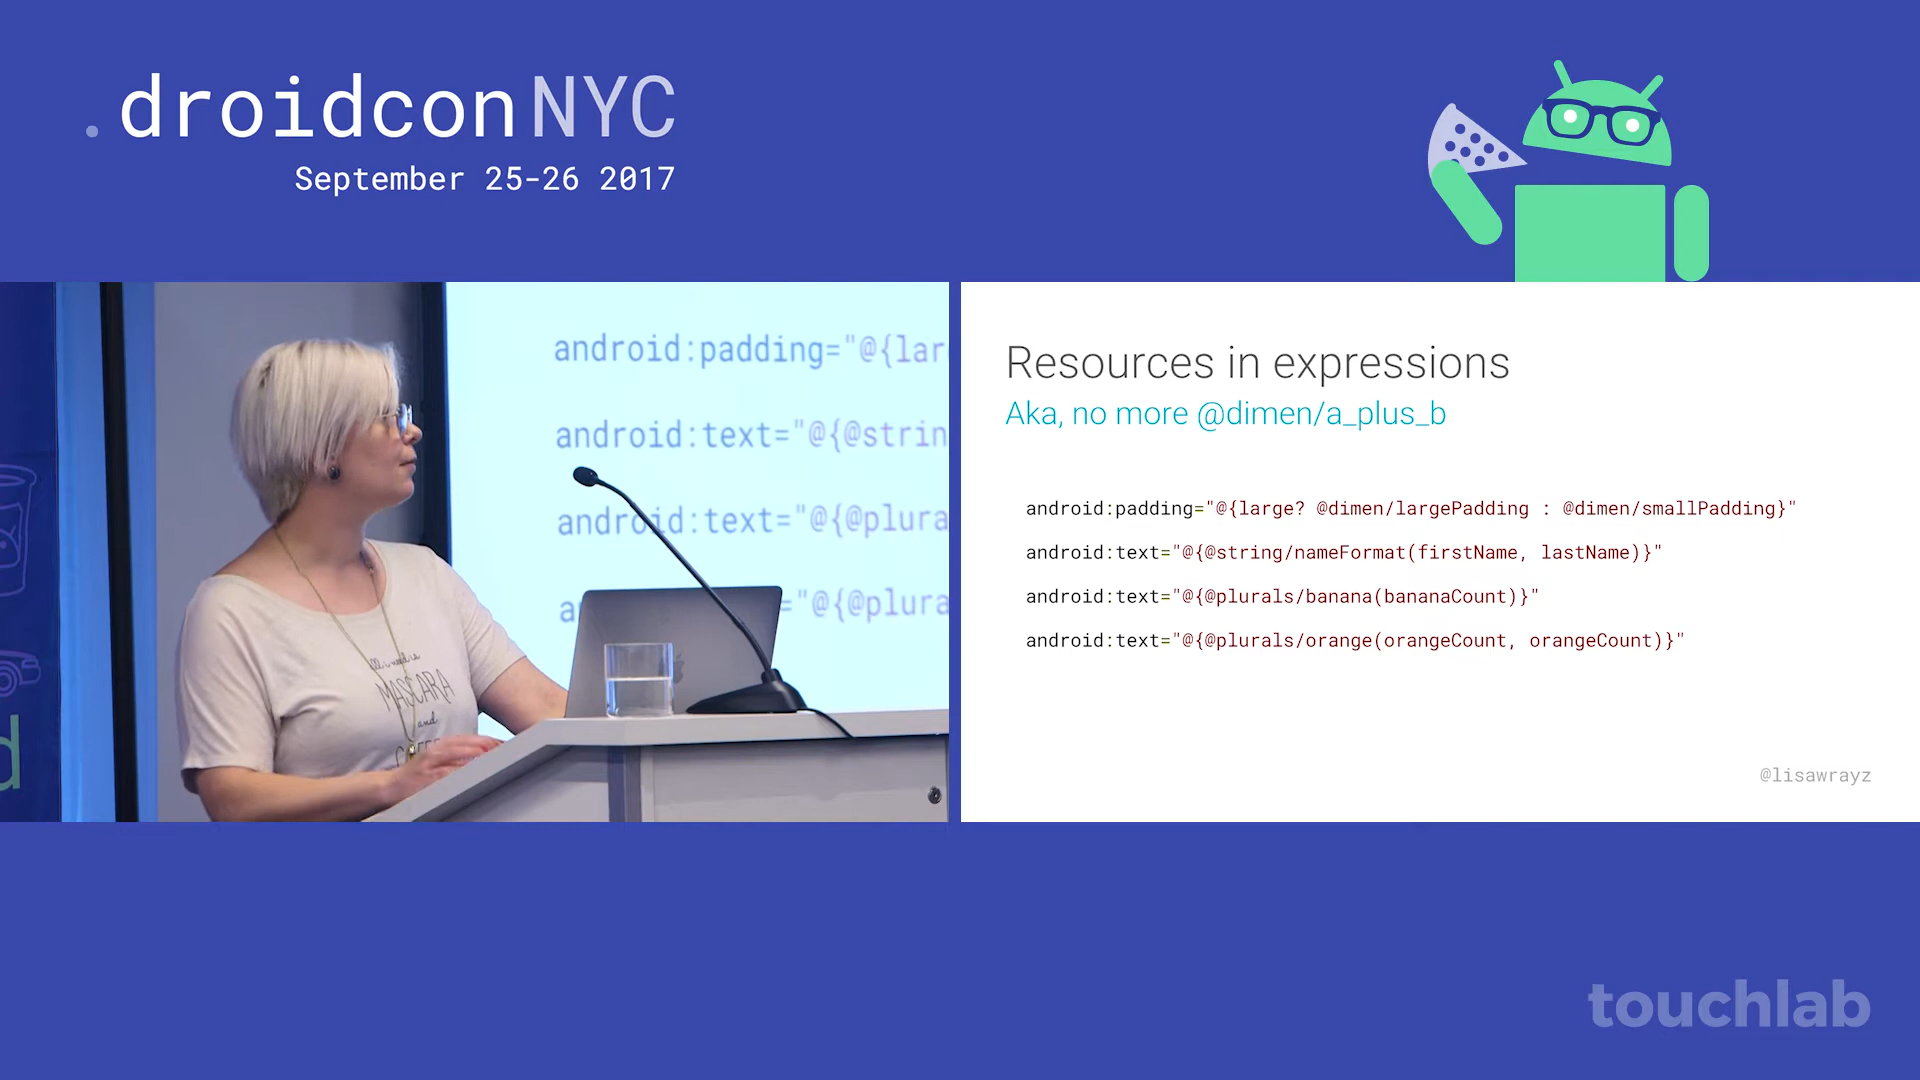 .droidcon NYC
September 25-26 2017
android:padding="@{lar
android:text="@{@strin
android:text="@{@plura
a ="@{@plura
MASCARA
and
d
Resources in expressions
Aka, no more @dimen/a_plus_b
android:padding="@{large? @dimen/largePadding : @dimen/smallPadding}"
android:text="@{@string/nameFormat(firstName, lastName)}"
android:text="@{@plurals/banana(bananaCount)}"
android:text="@{@plurals/orange(orangeCount, orangeCount)}"
@lisawrayz
touchlab